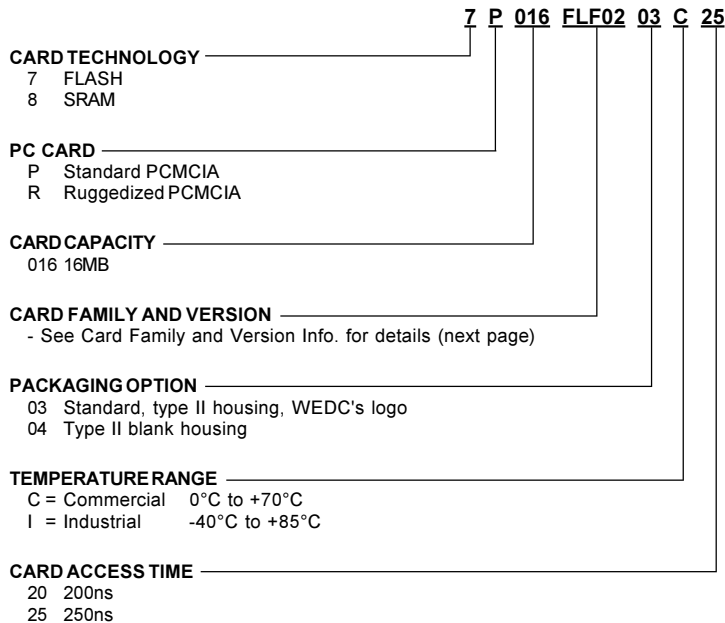 7 P 016 FLF02 03 C 25
CARD TECHNOLOGY
7 FLASH
8 SRAM
PC CARD
P Standard PCMCIA
R Ruggedized PCMCIA
CARD CAPACITY
016 16MB
CARD FAMILY AND VERSION
- See Card Family and Version Info. for details (next page)
PACKAGING OPTION
03 Standard, type II housing, WEDC's logo
04 Type II blank housing
TEMPERATURE RANGE
C = Commercial 0°C to +70°C
I = Industrial -40°C to +85°C
CARD ACCESS TIME
20 200ns
25 250ns